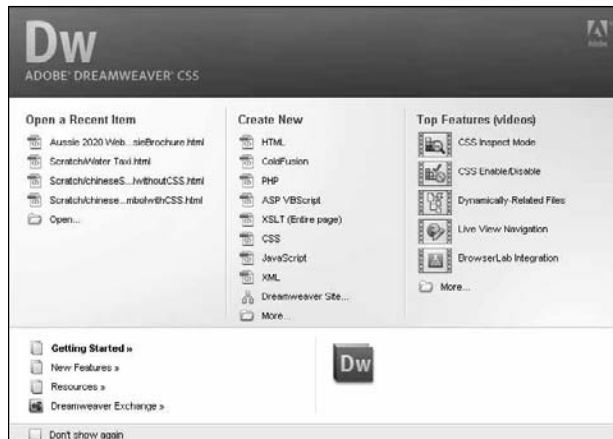 Dw
Adobe
ADOBE® DREAMWEAVER® CS5
Open a Recent Item
Aussie 2020 Web...sieBrochure.html
Scratch/Water Taxi.html
Scratch/chineseS...lwithoutCSS.html
Scratch/chinese...mbolwithCSS.html
Open...
Create New
HTML
ColdFusion
PHP
ASP VBScript
XSLT (Entire page)
CSS
JavaScript
XML
Dreamweaver Site...
More...
Top Features (videos)
CSS Inspect Mode
CSS Enable/Disable
Dynamically-Related Files
Live View Navigation
BrowserLab Integration
More...
Getting Started »
New Features »
Resources »
Dreamweaver Exchange »
Dw
Don't show again